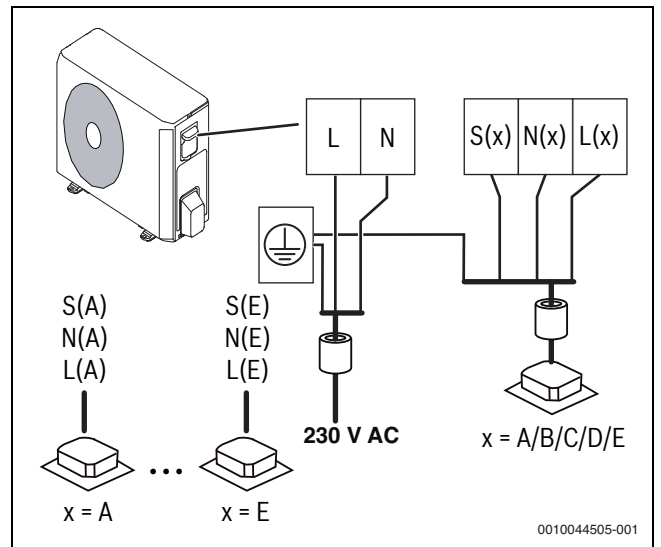 L N
S(x) N(x) L(x)
S(A)
N(A)
L(A)
S(E)
N(E)
L(E)
230 V AC
x = A/B/C/D/E
...
x = A
x = E
0010044505-001